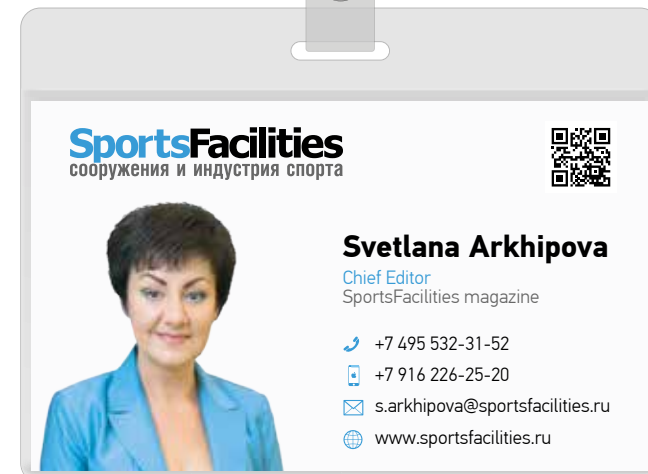 SportsFacilities
сооружения и индустрия спорта
Svetlana Arkhipova
Chief Editor
SportsFacilities magazine
+7 495 532-31-52
+7 916 226-25-20
s.arkhipova@sportsfacilities.ru
www.sportsfacilities.ru